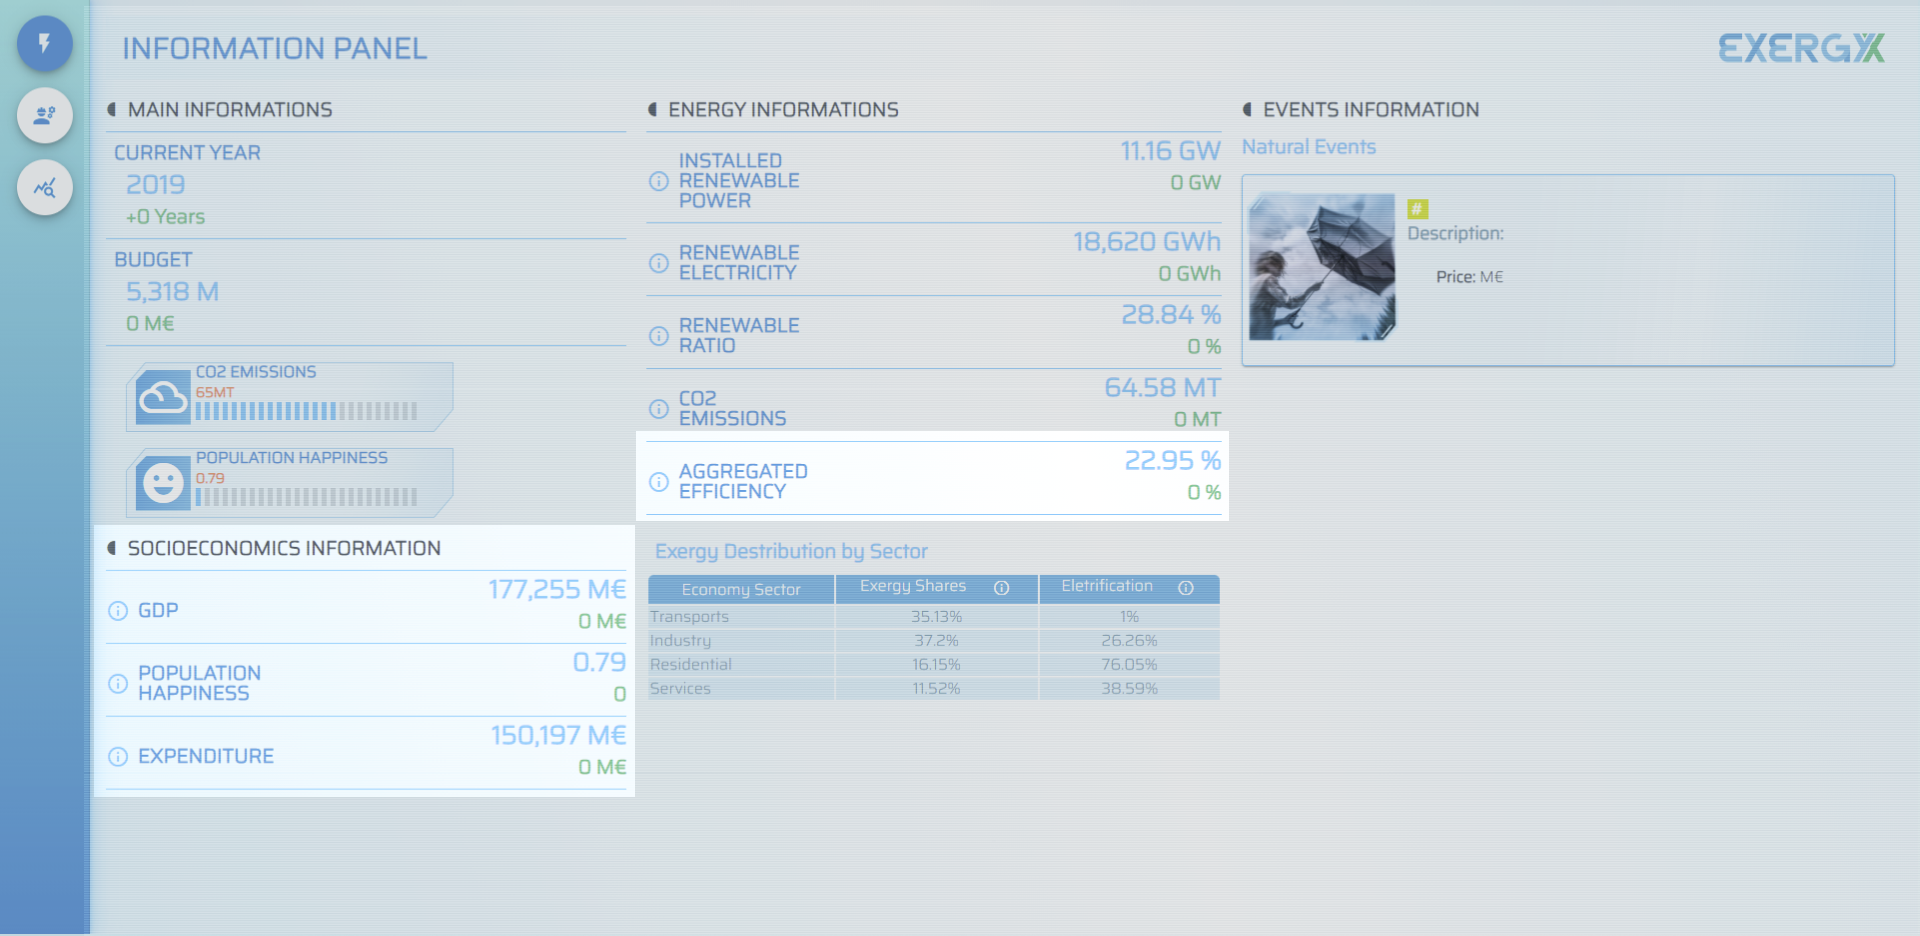 INFORMATION PANEL
EXERGY
MAIN INFORMATIONS
CURRENT YEAR
2019
+0 Years
BUDGET
5,318 M
0 M€
CO2 EMISSIONS
65MT
POPULATION HAPPINESS
0.79
SOCIOECONOMICS INFORMATION
GDP
177,255 M€
0 M€
POPULATION
HAPPINESS
0.79
0
EXPENDITURE
150,197 M€
0 M€
ENERGY INFORMATIONS
INSTALLED
RENEWABLE
POWER
11.16 GW
0 GW
RENEWABLE
ELECTRICITY
18,620 GWh
0 GWh
RENEWABLE
RATIO
28.84 %
0 %
CO2
EMISSIONS
64.58 MT
0 MT
AGGREGATED
EFFICIENCY
22.95 %
0 %
Exergy Destribution by Sector
Economy Sector Exergy Shares Eletrification
Transports 35.13% 1%
Industry 37.2% 26.26%
Residential 16.15% 76.05%
Services 11.52% 38.59%
EVENTS INFORMATION
Natural Events
#
Description:
Price: M€